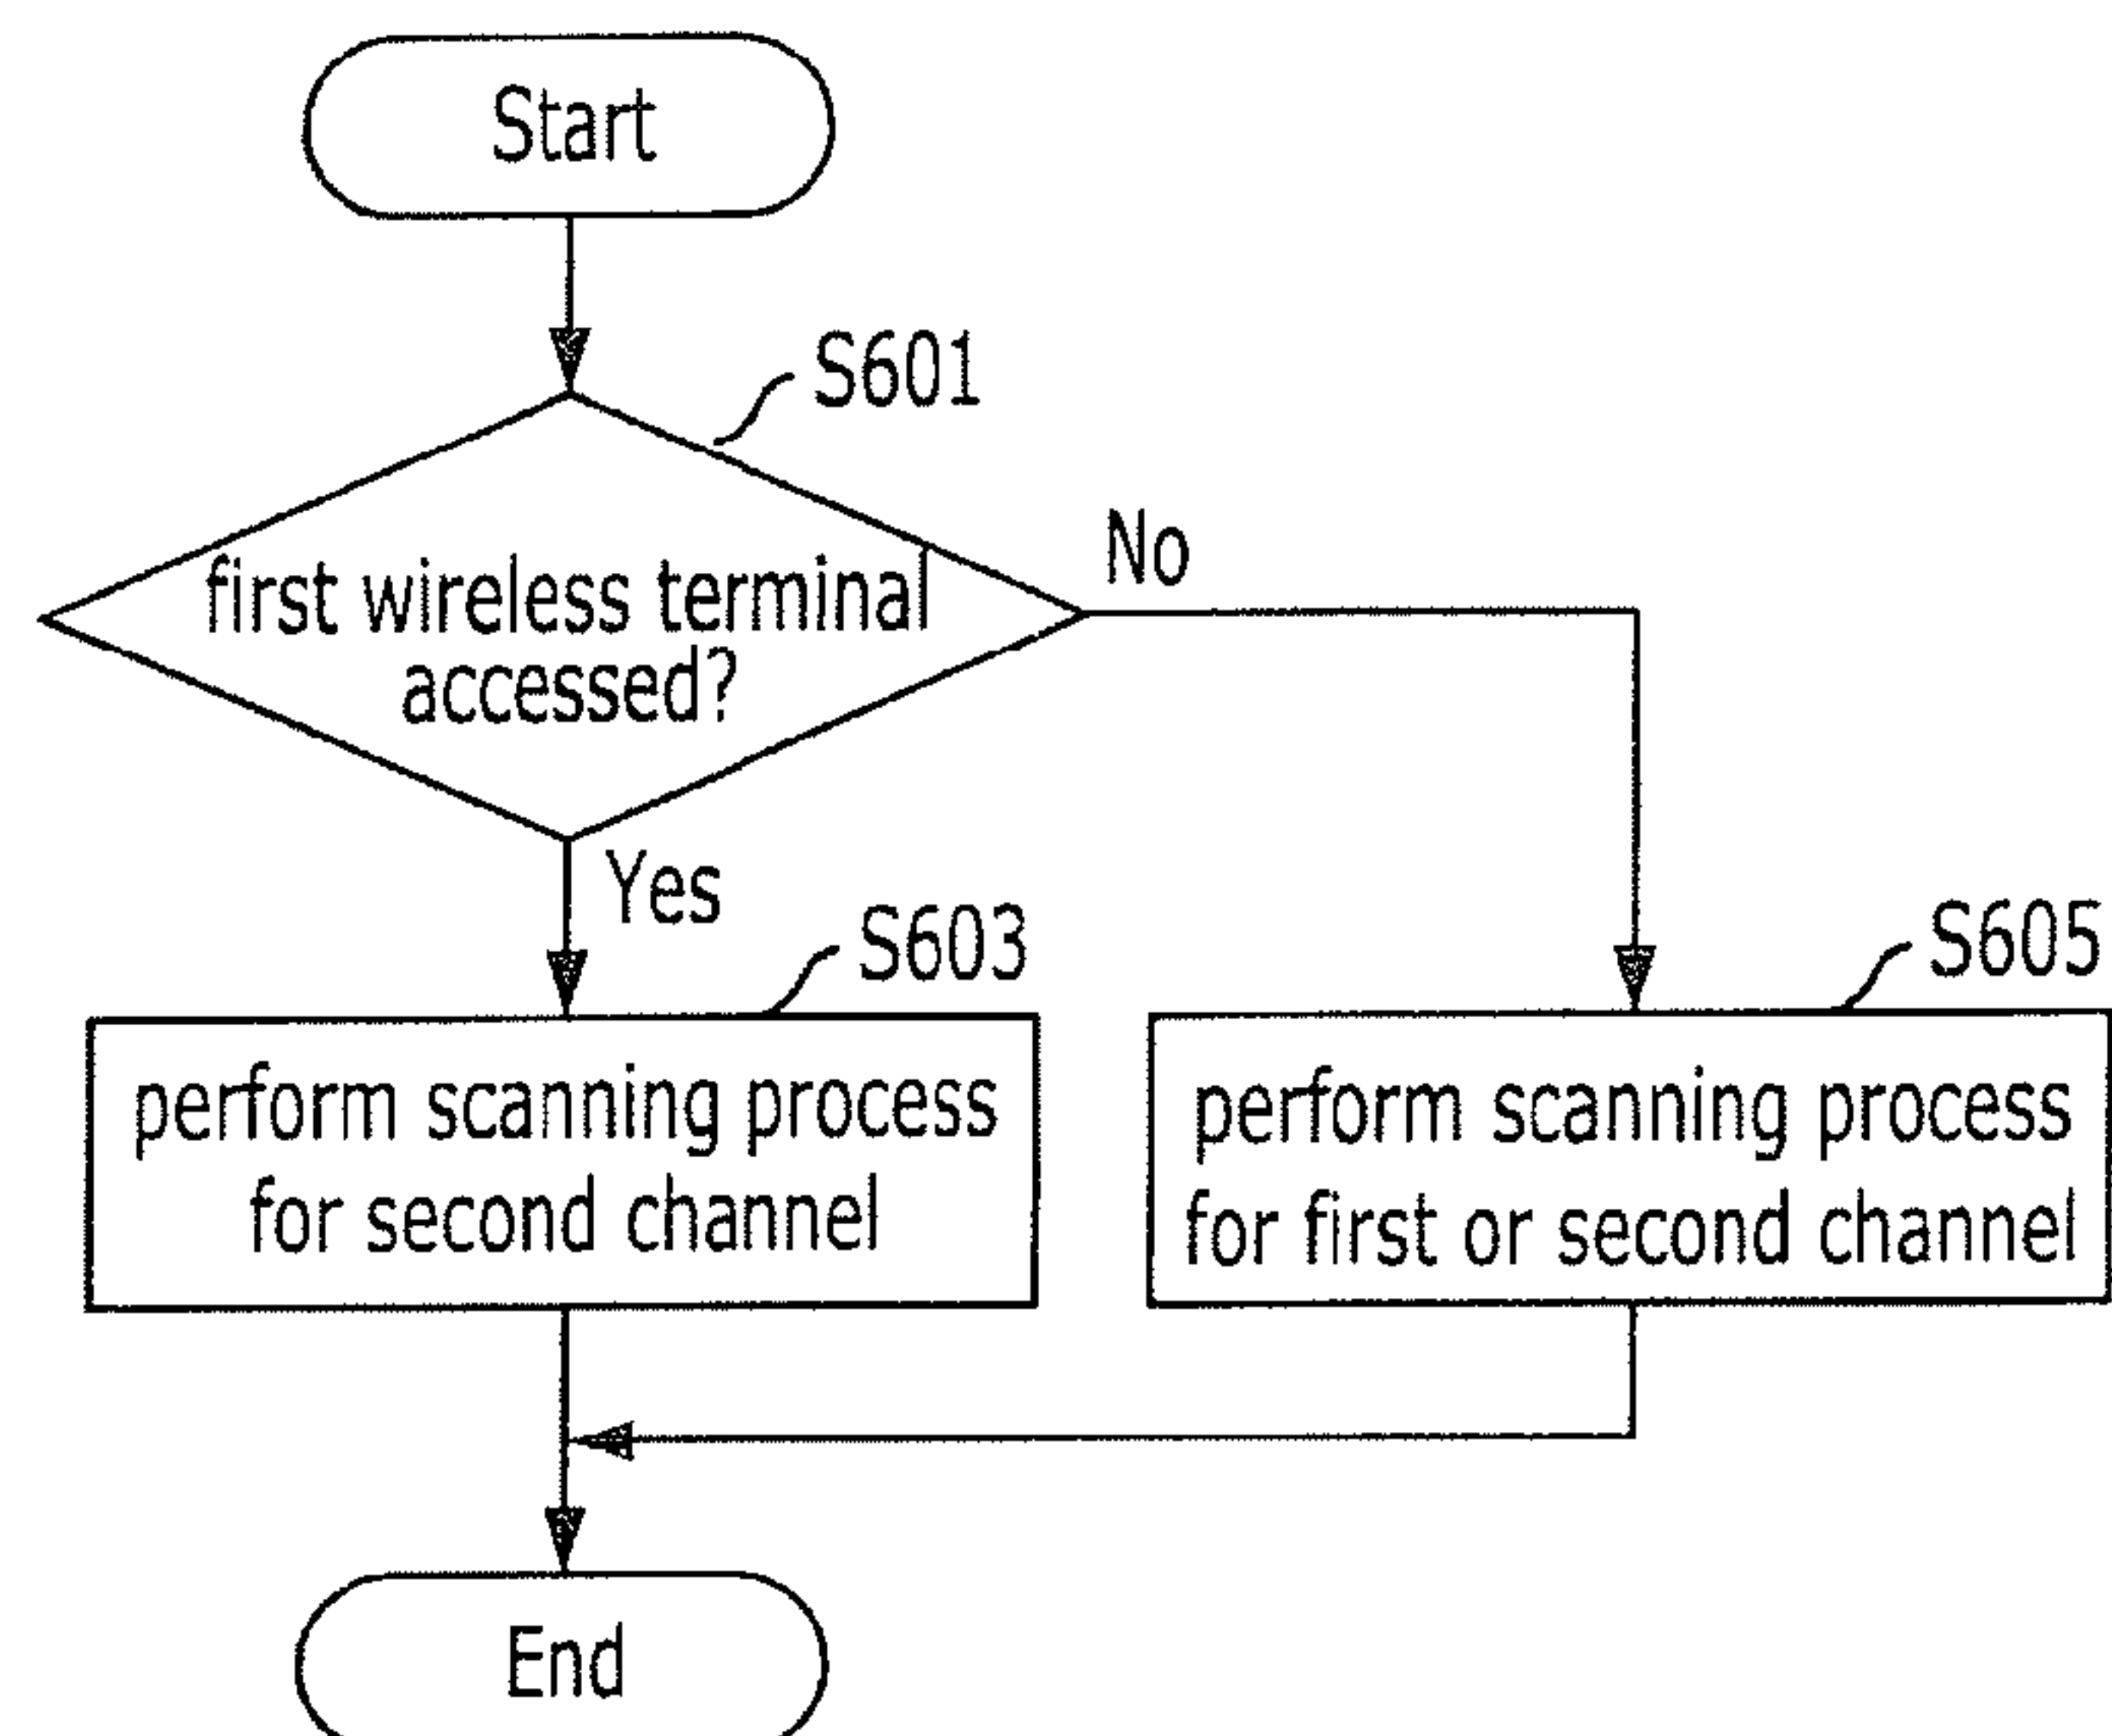 Start
S601
first wireless terminal
accessed?
No
Yes
S603
perform scanning process
for second channel
S605
perform scanning process
for first or second channel
End